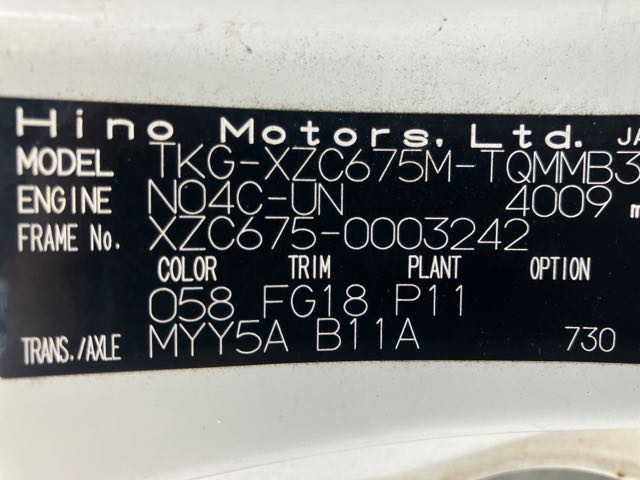 Hino Motors, Ltd. JA
MODEL TKG-XZC675M-TQMMB3
ENGINE N04C-UN 4009 m
FRAME No. XZC675-0003242
COLOR TRIM PLANT OPTION
058 FG18 P11
TRANS./AXLE MYY5A B11A 730